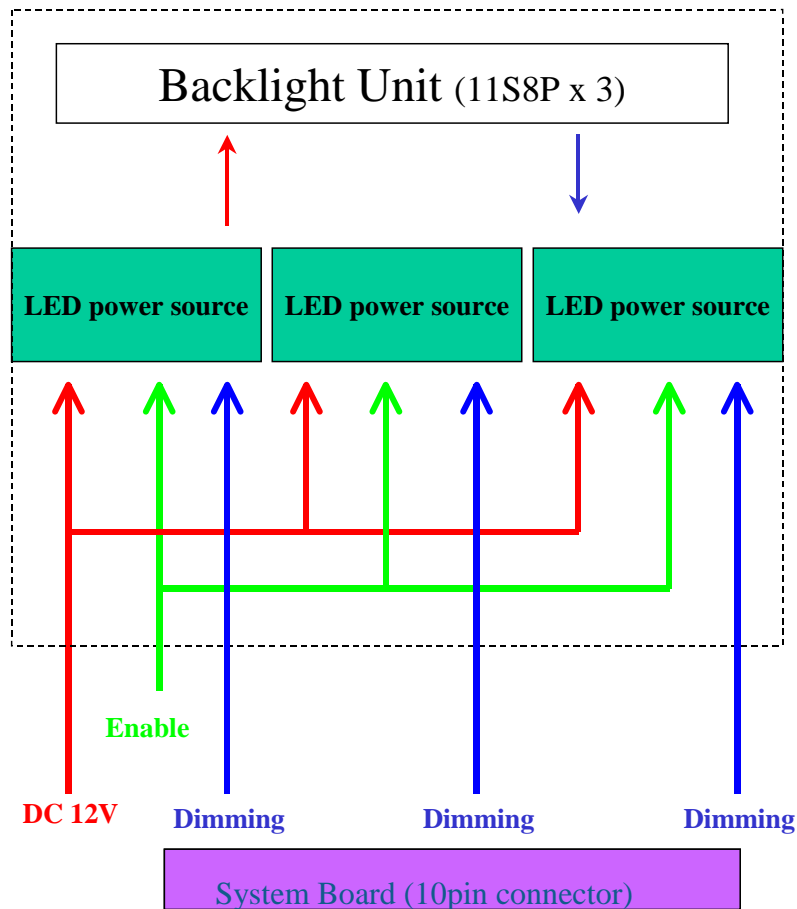 Backlight Unit (11S8P x 3)
LED power source LED power source LED power source
Enable
DC 12V Dimming Dimming Dimming
System Board (10pin connector)